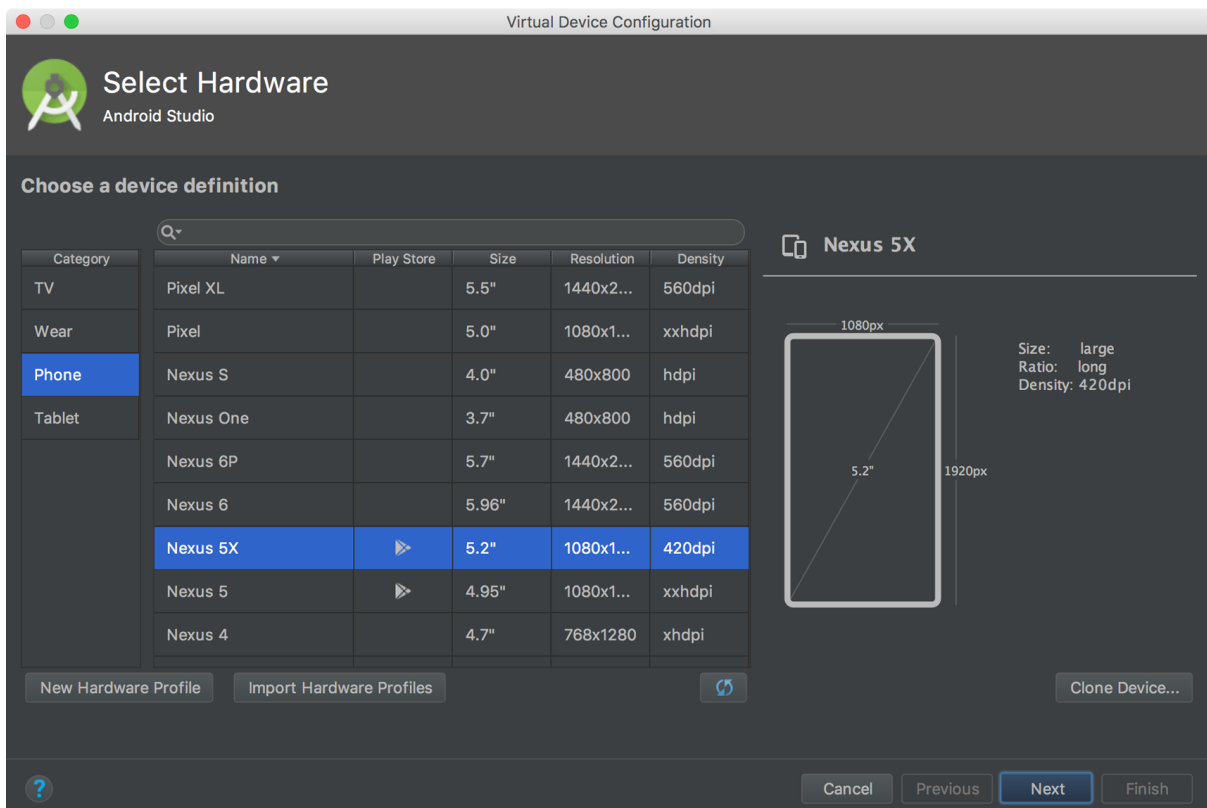 Virtual Device Configuration
Select Hardware
Android Studio
Choose a device definition
Category
TV
Wear
Phone
Tablet
Name Play Store Size Resolution Density
Pixel XL 5.5" 1440x2... 560dpi
Pixel 5.0" 1080x1... xxhdpi
Nexus S 4.0" 480x800 hdpi
Nexus One 3.7" 480x800 hdpi
Nexus 6P 5.7" 1440x2... 560dpi
Nexus 6 5.96" 1440x2... 560dpi
Nexus 5X 5.2" 1080x1... 420dpi
Nexus 5 4.95" 1080x1... xxhdpi
Nexus 4 4.7" 768x1280 xhdpi
Nexus 5X
1080px
5.2"
1920px
Size: large
Ratio: long
Density: 420dpi
New Hardware Profile
Import Hardware Profiles
Clone Device...
?
Cancel
Previous
Next
Finish